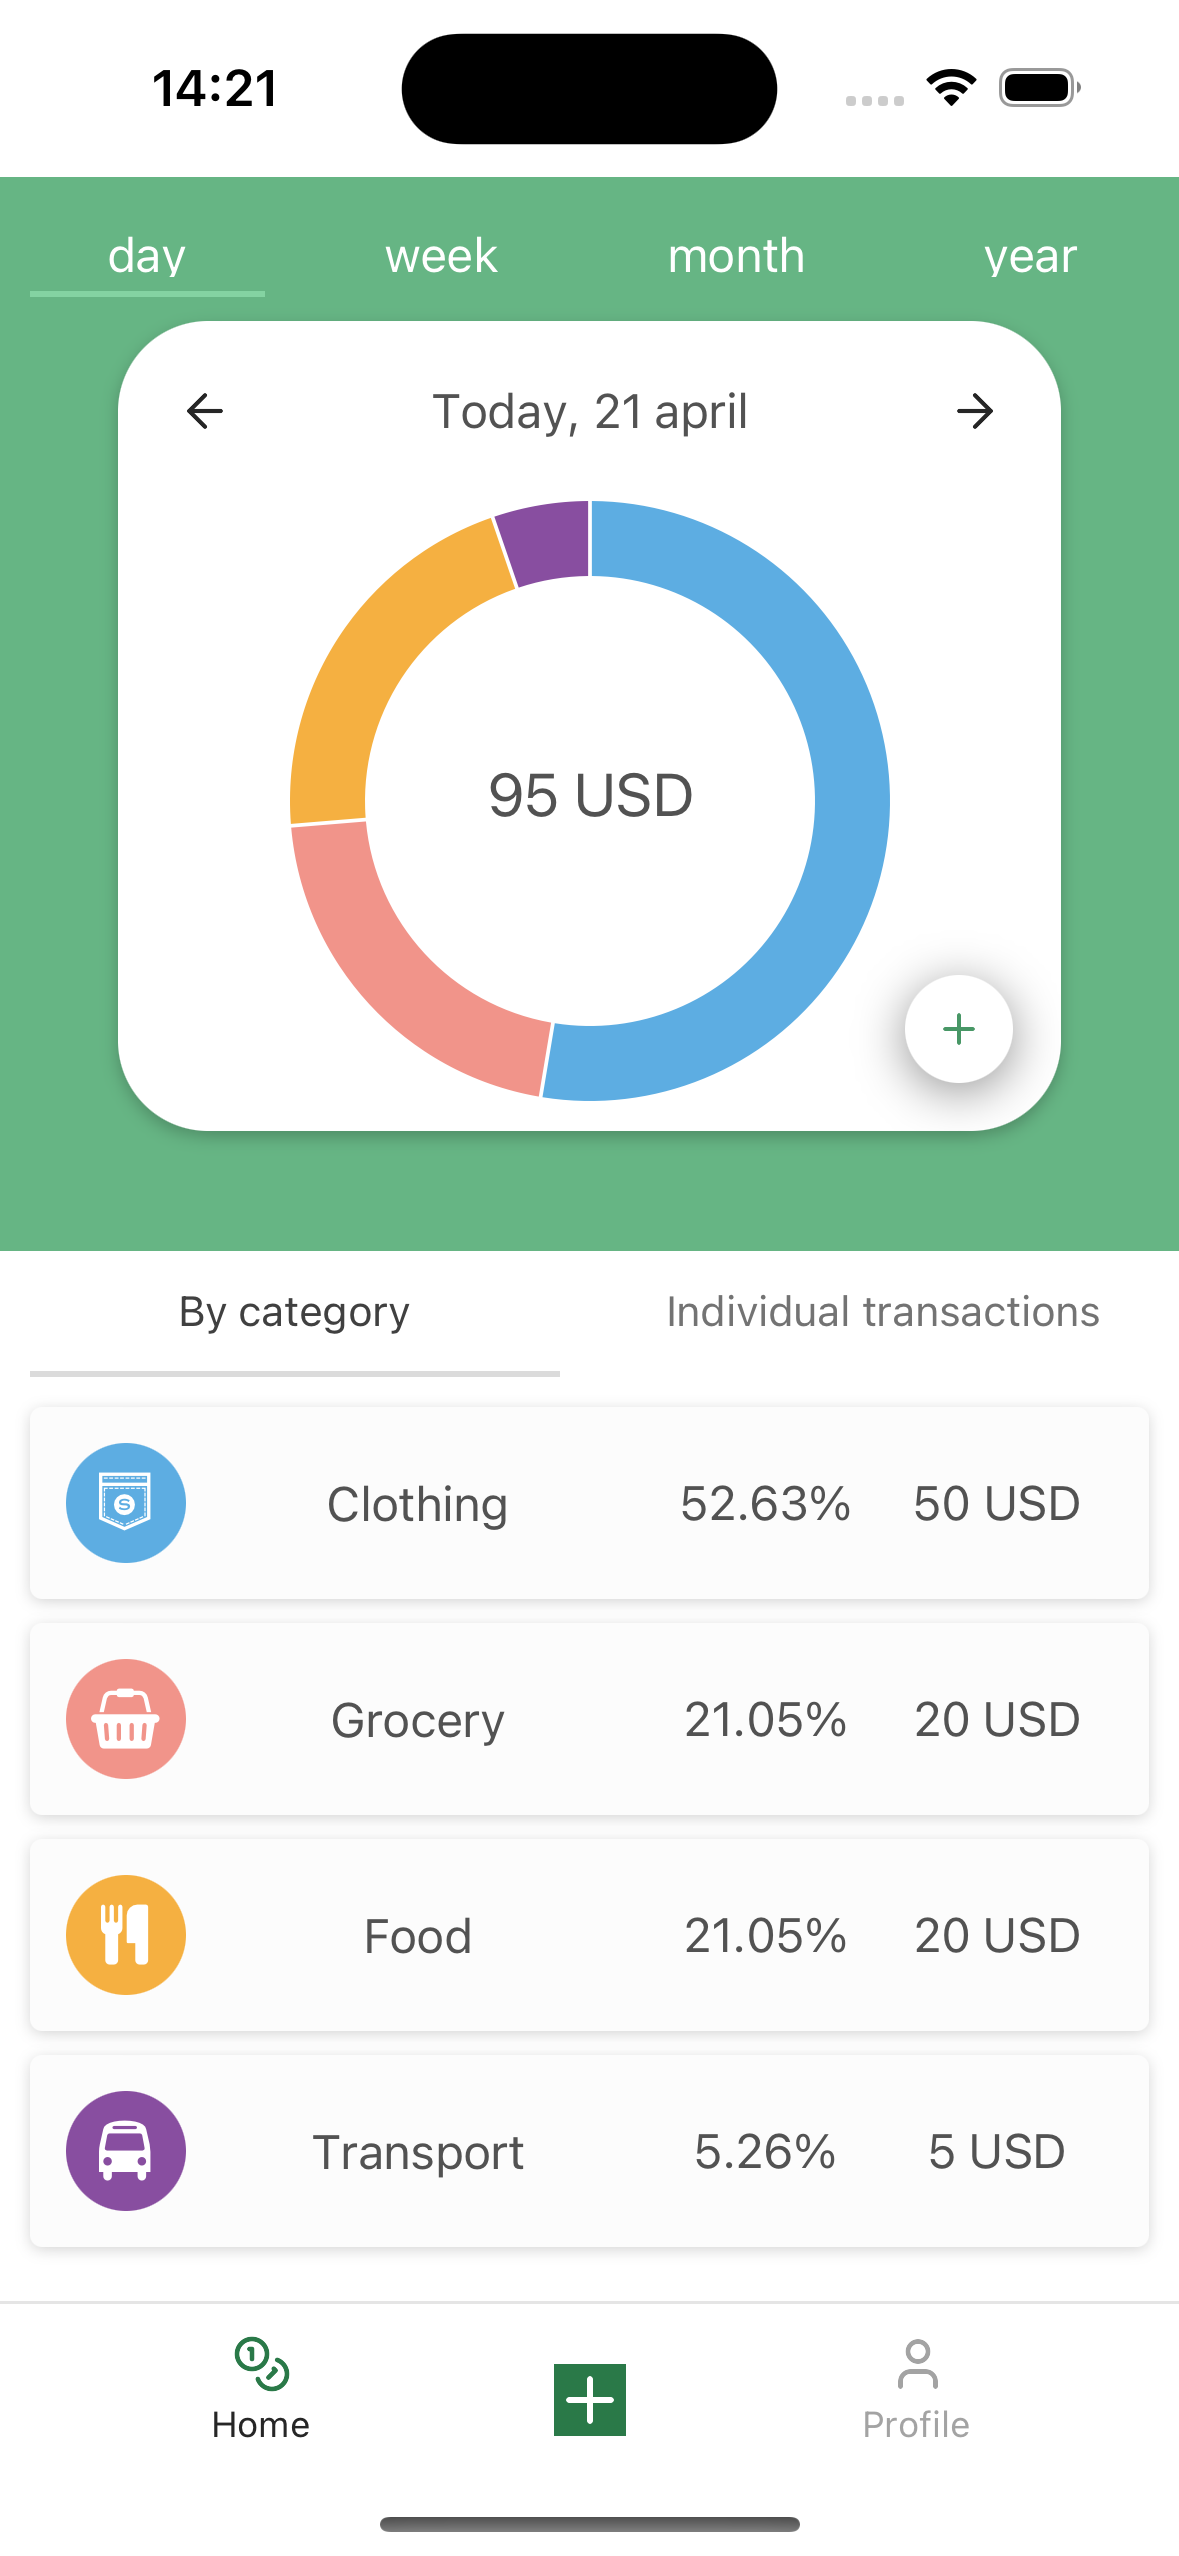 14:21
day week month year
Today, 21 april
95 USD
By category Individual transactions
Clothing 52.63% 50 USD
Grocery 21.05% 20 USD
Food 21.05% 20 USD
Transport 5.26% 5 USD
Home Profile